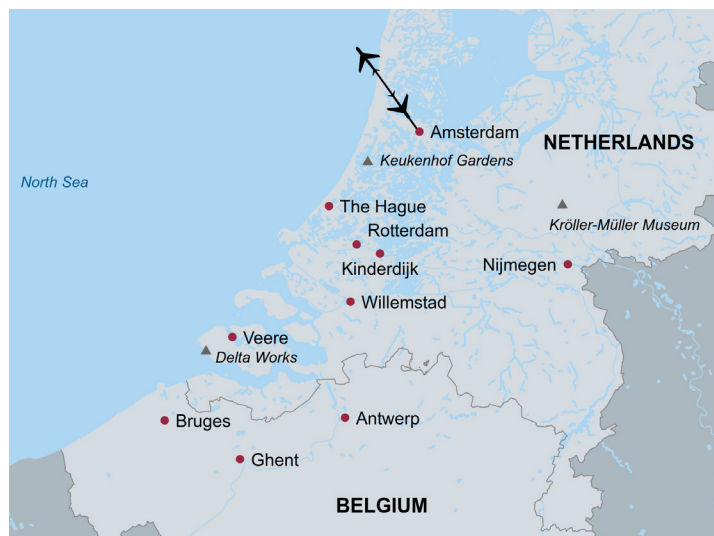 Amsterdam
NETHERLANDS
Keukenhof Gardens
North Sea
The Hague
Kröller-Müller Museum
Rotterdam
Kinderdijk
Nijmegen
Willemstad
Veere
Delta Works
Bruges
Antwerp
Ghent
BELGIUM